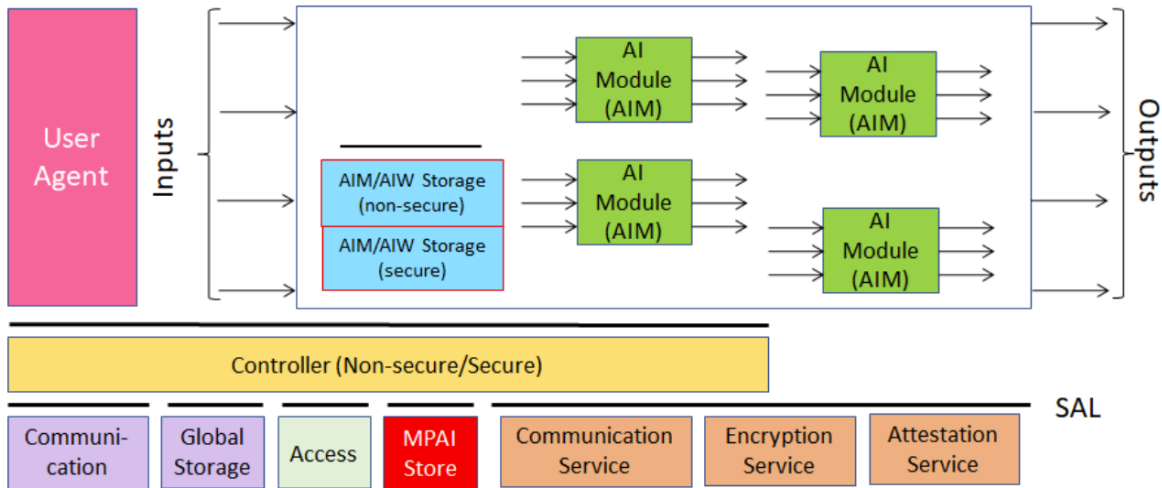 User
Agent
Inputs
AI
Module
(AIM)
AI
Module
(AIM)
AIM/AIW Storage
(non-secure)
AIM/AIW Storage
(secure)
AI
Module
(AIM)
AI
Module
(AIM)
Outputs
Controller (Non-secure/Secure)
SAL
Communi-
cation
Global
Storage
Access
MPAI
Store
Communication
Service
Encryption
Service
Attestation
Service